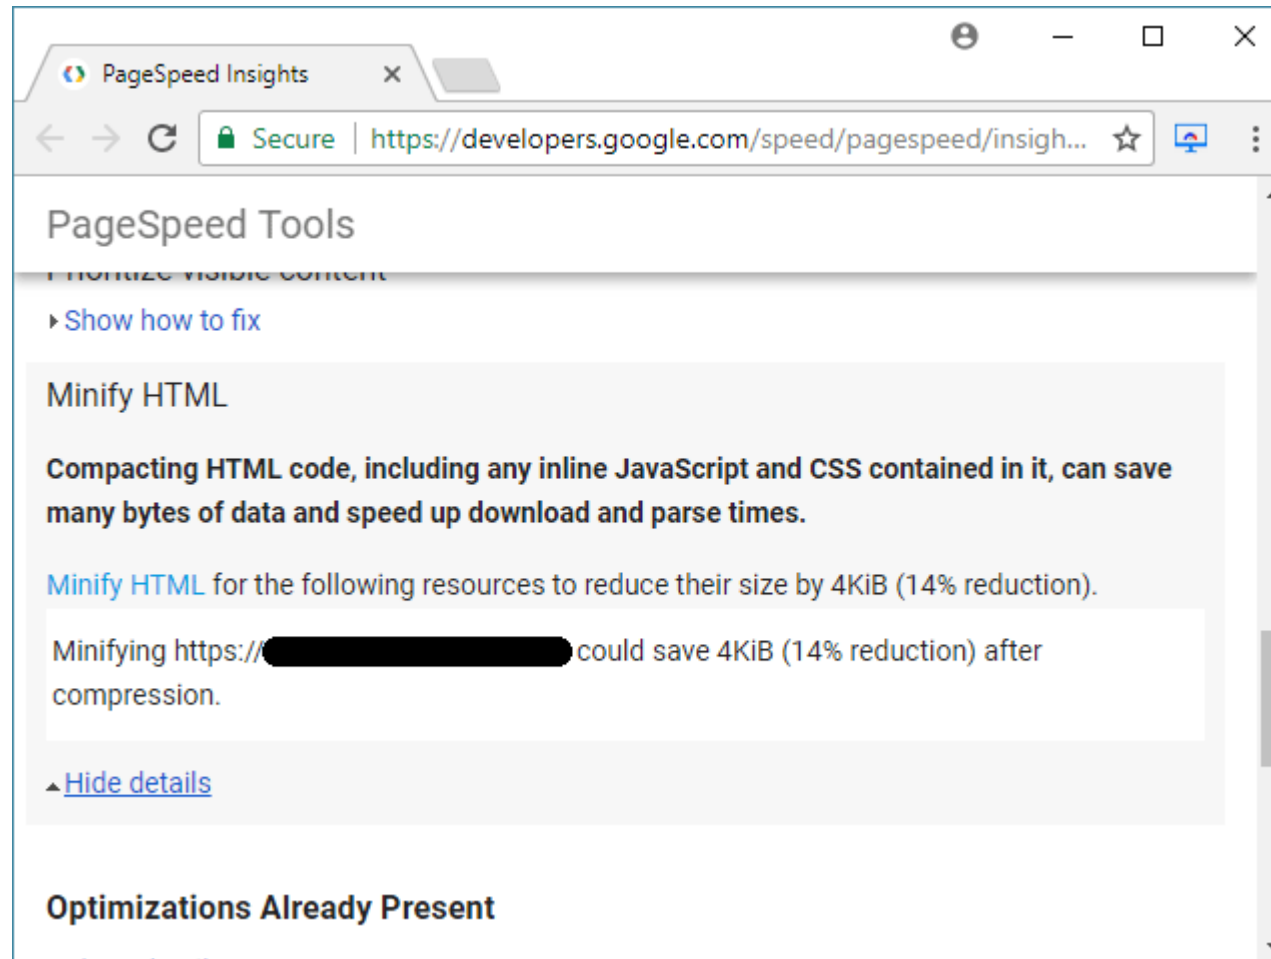 PageSpeed Insights
Secure https://developers.google.com/speed/pagespeed/insigh...
PageSpeed Tools
Prioritize visible content
Show how to fix
Minify HTML
Compacting HTML code, including any inline JavaScript and CSS contained in it, can save
many bytes of data and speed up download and parse times.
Minify HTML for the following resources to reduce their size by 4KiB (14% reduction).
Minifying https:// could save 4KiB (14% reduction) after
compression.
Hide details
Optimizations Already Present